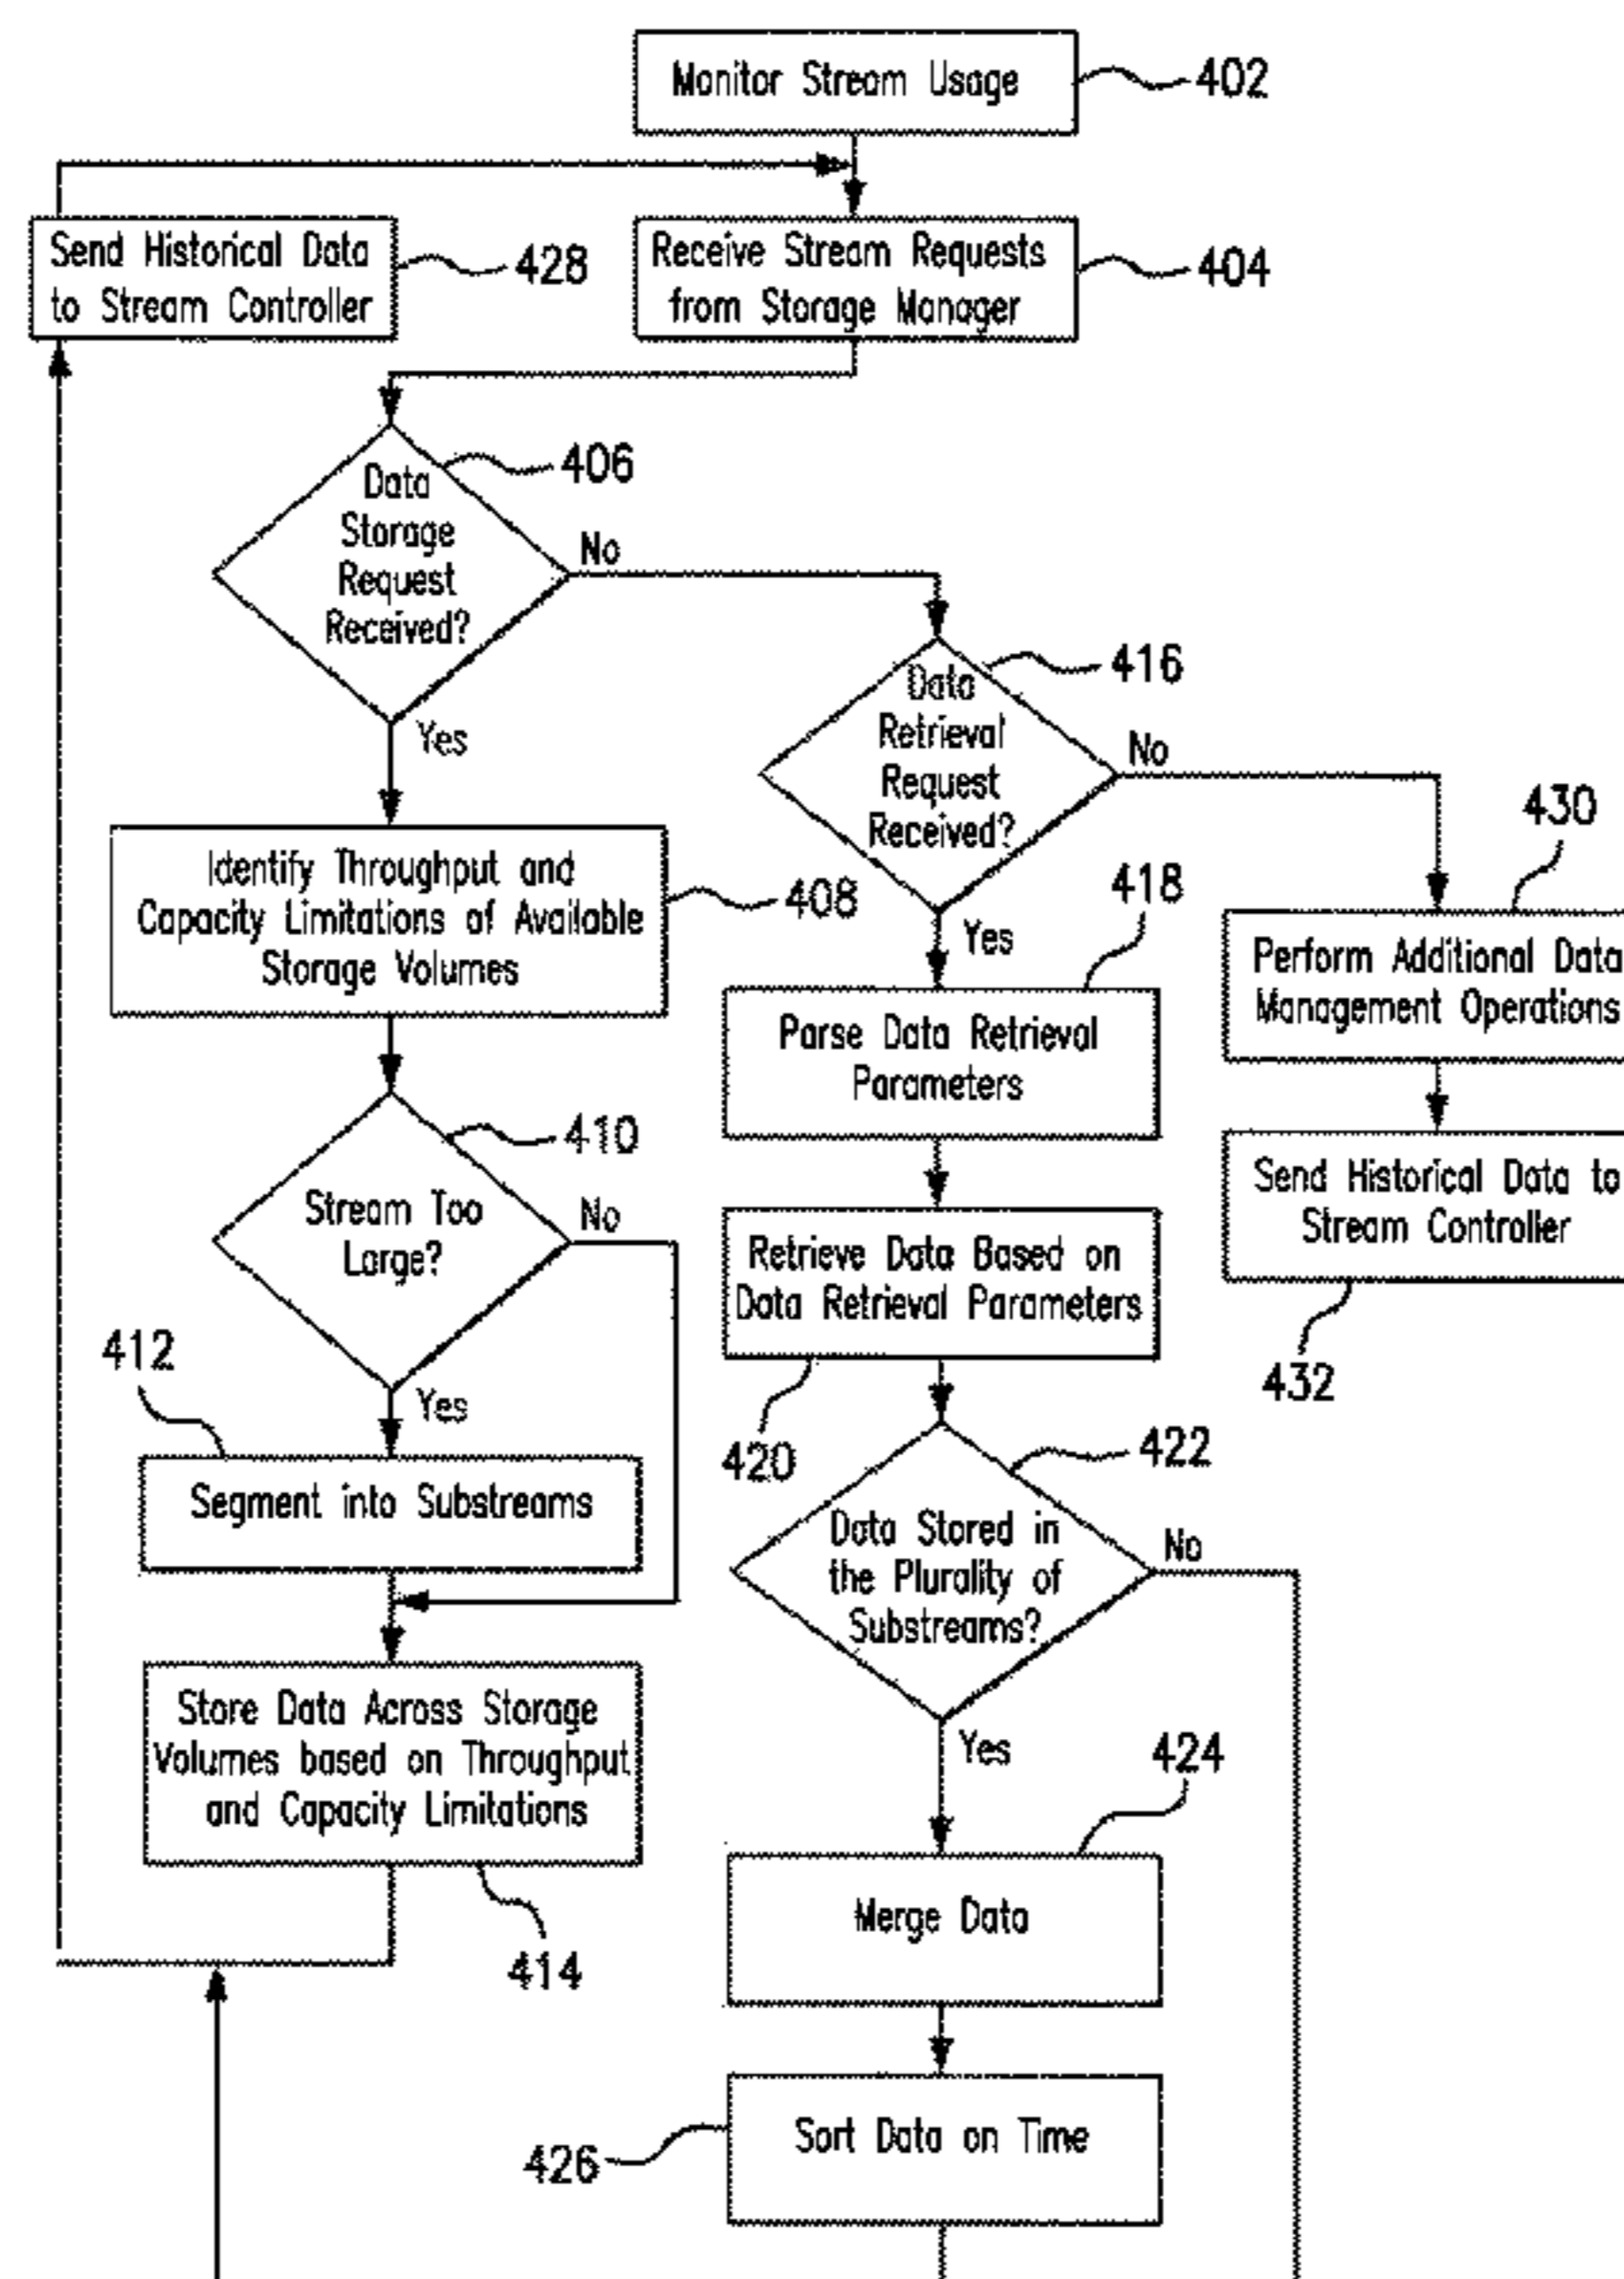 Monitor Stream Usage
402
Send Historical Data
to Stream Controller
428
Receive Stream Requests
from Storage Manager
404
Data
Storage
Request
Received?
406
No
Yes
Data
Retrieval
Request
Received?
416
No
Yes
Identify Throughput and
Capacity Limitations of Available
Storage Volumes
408
418
Parse Data Retrieval
Parameters
430
Perform Additional Data
Management Operations
Send Historical Data to
Stream Controller
432
410
Stream Too
Large?
No
Yes
Retrieve Data Based on
Data Retrieval Parameters
420
412
Segment into Substreams
422
Data Stored in
the Plurality of
Substreams?
No
Yes
Store Data Across Storage
Volumes based on Throughput
and Capacity Limitations
414
424
Merge Data
Sort Data on Time
426